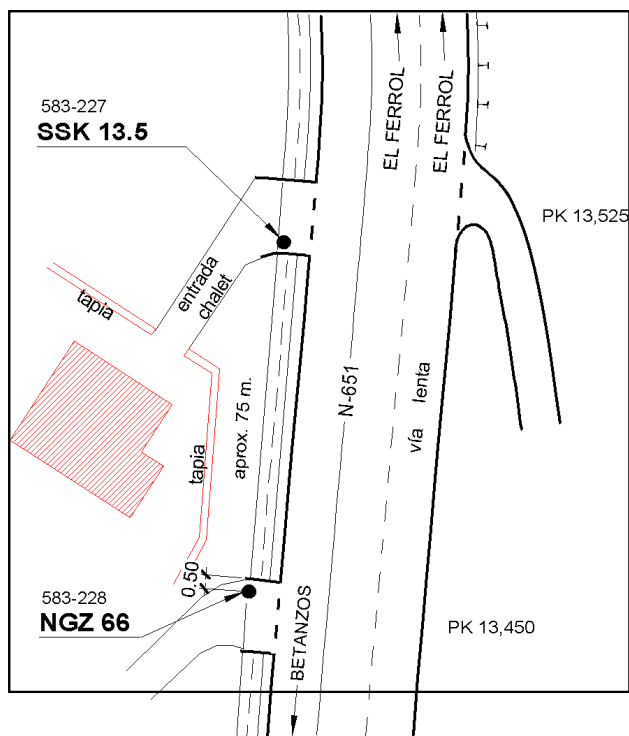 583-227
SSK 13.5
EL FERROL
EL FERROL
PK 13,525
entrada
chalet
tapia
N-651
vía lenta
aprox. 75 m.
tapia
0.50
583-228
NGZ 66
BETANZOS
PK 13,450